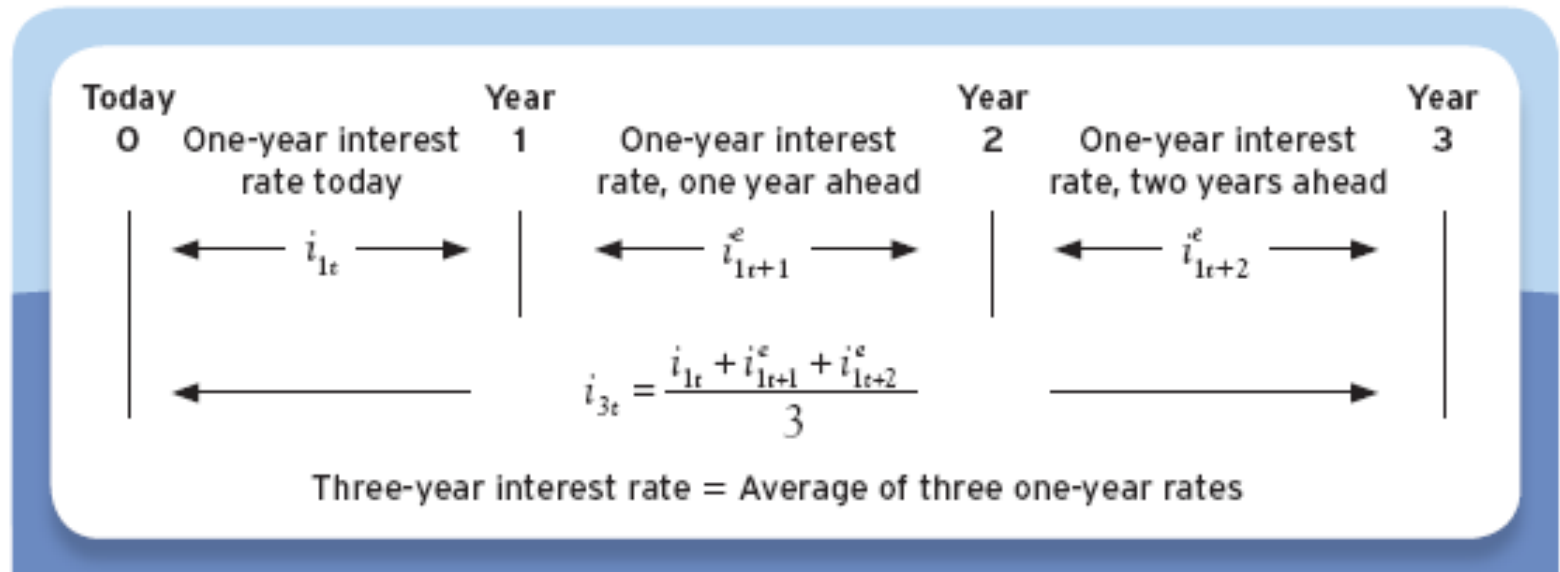 Today Year Year Year
0 One-year interest 1 One-year interest 2 One-year interest 3
rate today rate, one year ahead rate, two years ahead
i₁ₜ iᵉ₁ₜ₊₁ iᵉ₁ₜ₊₂
i₃ₜ = (i₁ₜ + iᵉ₁ₜ₊₁ + iᵉ₁ₜ₊₂) / 3
Three-year interest rate = Average of three one-year rates